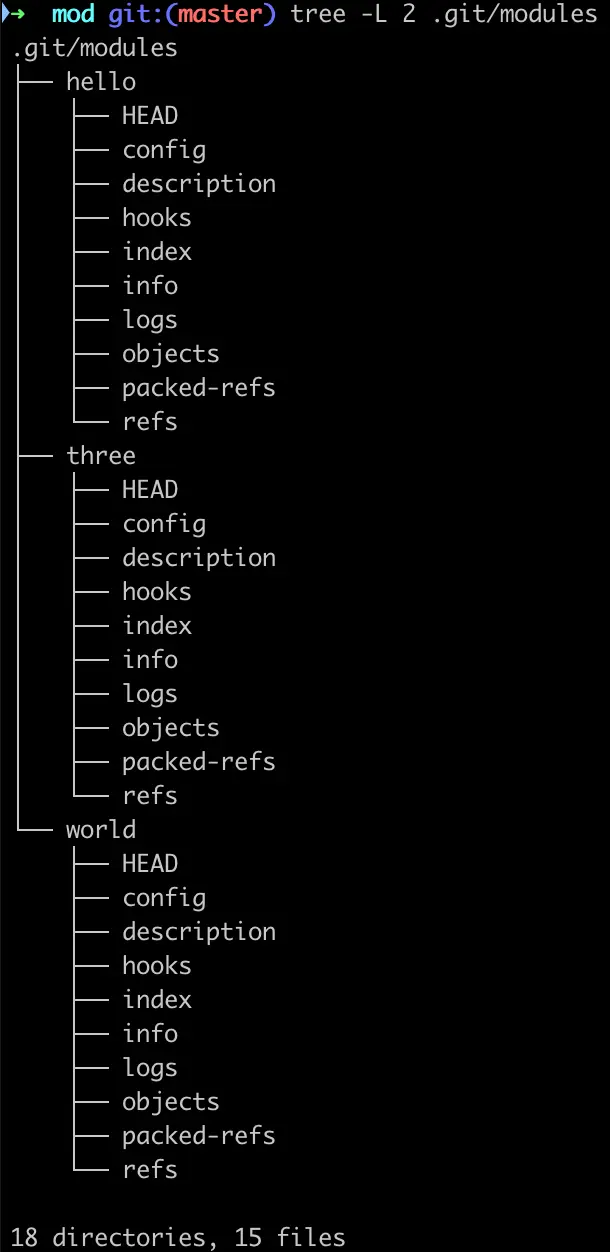 ➜  mod git:(master) tree -L 2 .git/modules
.git/modules
├── hello
│   ├── HEAD
│   ├── config
│   ├── description
│   ├── hooks
│   ├── index
│   ├── info
│   ├── logs
│   ├── objects
│   ├── packed-refs
│   └── refs
├── three
│   ├── HEAD
│   ├── config
│   ├── description
│   ├── hooks
│   ├── index
│   ├── info
│   ├── logs
│   ├── objects
│   ├── packed-refs
│   └── refs
└── world
    ├── HEAD
    ├── config
    ├── description
    ├── hooks
    ├── index
    ├── info
    ├── logs
    ├── objects
    ├── packed-refs
    └── refs

18 directories, 15 files